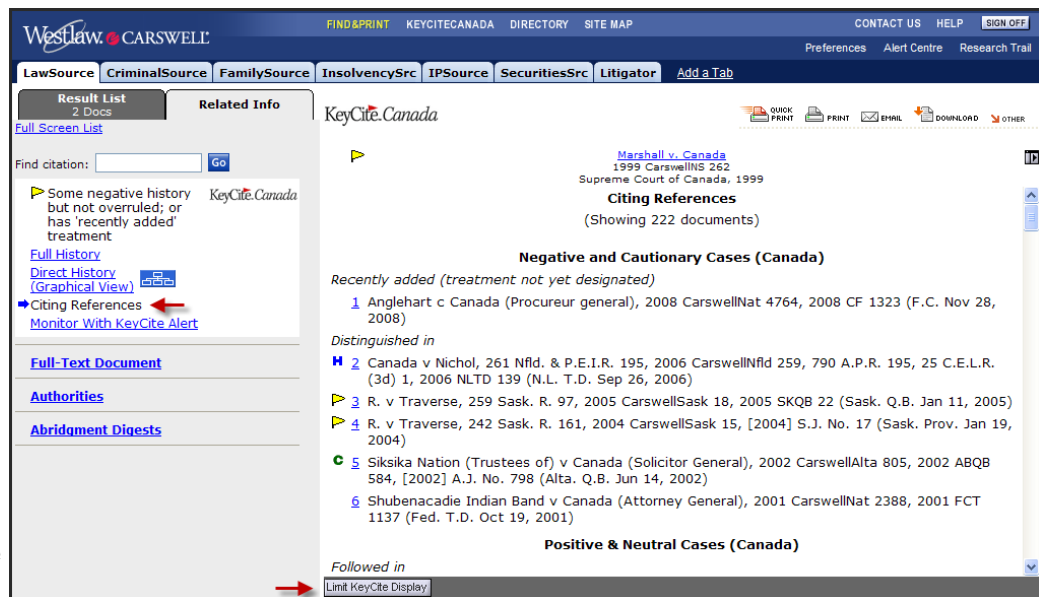 Westlaw. CARSWELL
FIND&PRINT KEYCITECANADA DIRECTORY SITE MAP
CONTACT US HELP SIGN OFF
Preferences Alert Centre Research Trail
LawSource CriminalSource FamilySource InsolvencySrc IPSource SecuritiesSrc Litigator Add a Tab
Result List
2 Docs
Related Info
Full Screen List
Find citation: Go
Some negative history
but not overruled; or
has 'recently added'
treatment
KeyCite.Canada
Full History
Direct History
(Graphical View)
Citing References
Monitor With KeyCite Alert
Full-Text Document
Authorities
Abridgment Digests
KeyCite.Canada
QUICK PRINT PRINT EMAIL DOWNLOAD OTHER
Marshall v. Canada
1999 CarswellNS 262
Supreme Court of Canada, 1999
Citing References
(Showing 222 documents)
Negative and Cautionary Cases (Canada)
Recently added (treatment not yet designated)
1 Anglehart c Canada (Procureur general), 2008 CarswellNat 4764, 2008 CF 1323 (F.C. Nov 28,
2008)
Distinguished in
H 2 Canada v Nichol, 261 Nfld. & P.E.I.R. 195, 2006 CarswellNfld 259, 790 A.P.R. 195, 25 C.E.L.R.
(3d) 1, 2006 NLTD 139 (N.L. T.D. Sep 26, 2006)
3 R. v Traverse, 259 Sask. R. 97, 2005 CarswellSask 18, 2005 SKQB 22 (Sask. Q.B. Jan 11, 2005)
4 R. v Traverse, 242 Sask. R. 161, 2004 CarswellSask 15, [2004] S.J. No. 17 (Sask. Prov. Jan 19,
2004)
C 5 Siksika Nation (Trustees of) v Canada (Solicitor General), 2002 CarswellAlta 805, 2002 ABQB
584, [2002] A.J. No. 798 (Alta. Q.B. Jun 14, 2002)
6 Shubenacadie Indian Band v Canada (Attorney General), 2001 CarswellNat 2388, 2001 FCT
1137 (Fed. T.D. Oct 19, 2001)
Positive & Neutral Cases (Canada)
Followed in
Limit KeyCite Display